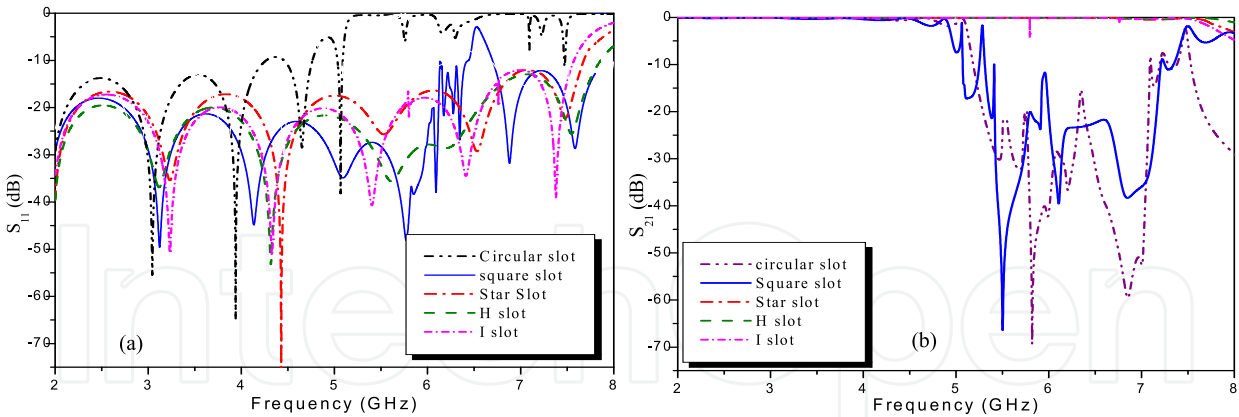 0
-10
-20
-30
-40
-50
-60
-70
S11 (dB)
2 3 4 5 6 7 8
Frequency (GHz)
Circular slot
square slot
Star Slot
H slot
I slot
(a)
0
-10
-20
-30
-40
-50
-60
-70
S21 (dB)
2 3 4 5 6 7 8
Frequency (GHz)
circular slot
Square slot
Star slot
H slot
I slot
(b)
IntechOpen